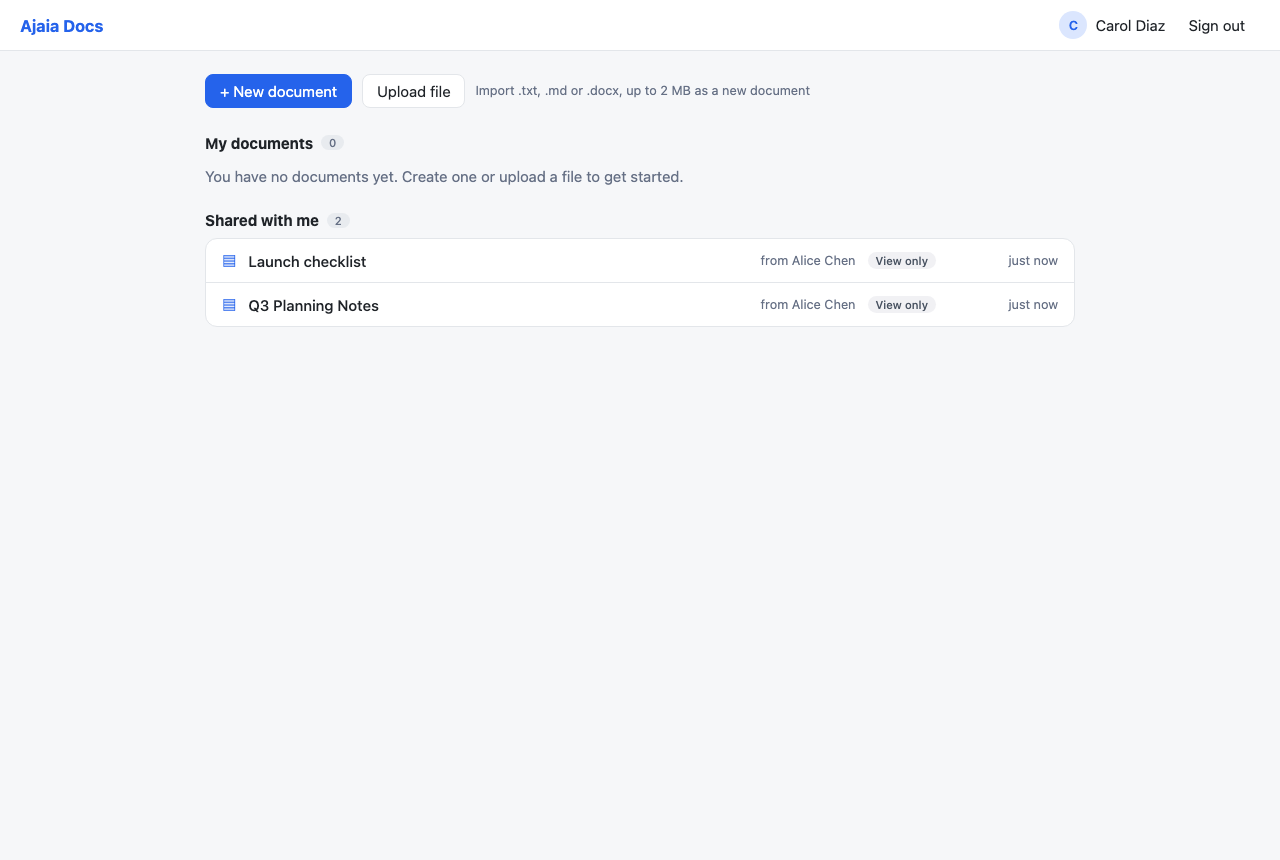 Ajaia Docs
C Carol Diaz Sign out
+ New document Upload file Import .txt, .md or .docx, up to 2 MB as a new document
My documents 0
You have no documents yet. Create one or upload a file to get started.
Shared with me 2
Launch checklist from Alice Chen View only just now
Q3 Planning Notes from Alice Chen View only just now